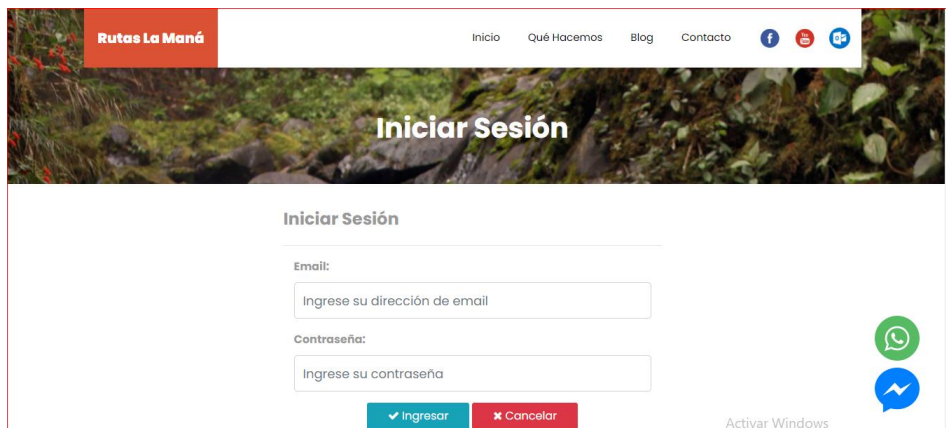 Rutas La Maná Inicio Qué Hacemos Blog Contacto
Iniciar Sesión
Iniciar Sesión
Email:
Ingrese su dirección de email
Contraseña:
Ingrese su contraseña
Ingresar Cancelar
Activar Windows